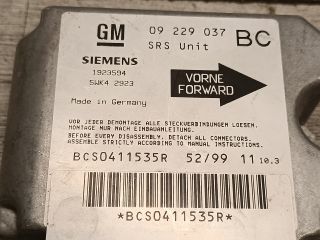 GM 09 229 037 BC
SRS Unit
SIEMENS
1923594
5WK4 2923
VORNE
FORWARD
Made in Germany
VOR JEDER DEMONTAGE ALLE STECKVERBINDUNGEN LOESEN.
MONTAGE NUR NACH EINBAUANLEITUNG.
BEFORE EVERY DISASSEMBLY, DETACH ALL CONNECTORS.
ASSEMBLE STRICTLY ACCORDING TO MANUAL INSTRUCTIONS.
BCS0411535R 52/99 11 10.3
*BCS0411535R*